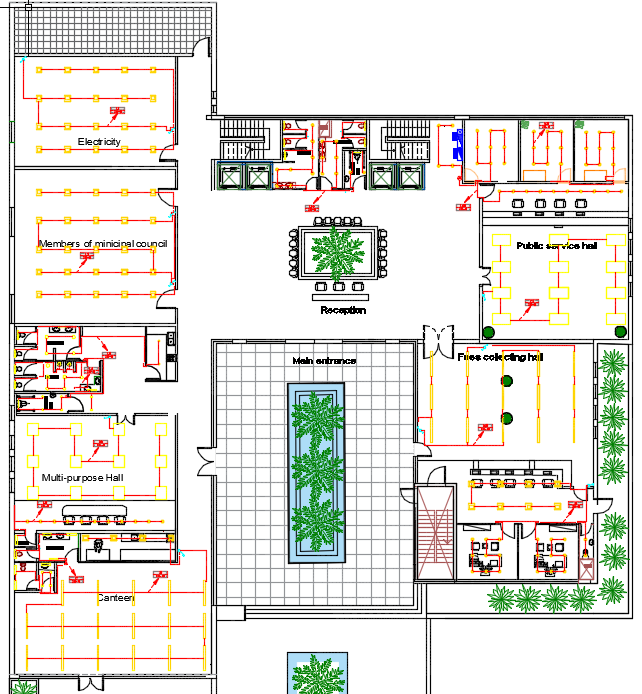 Electricity
Members of minicinal council
Public service hall
Reception
Main entrance
Fees collecting hall
Multi-purpose Hall
Canteen